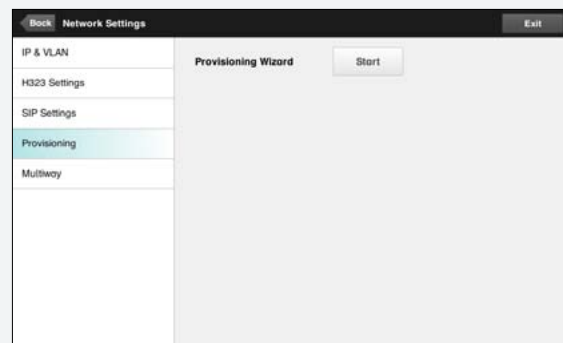 Back Network Settings Exit
IP & VLAN
Provisioning Wizard Start
H323 Settings
SIP Settings
Provisioning
Multiway